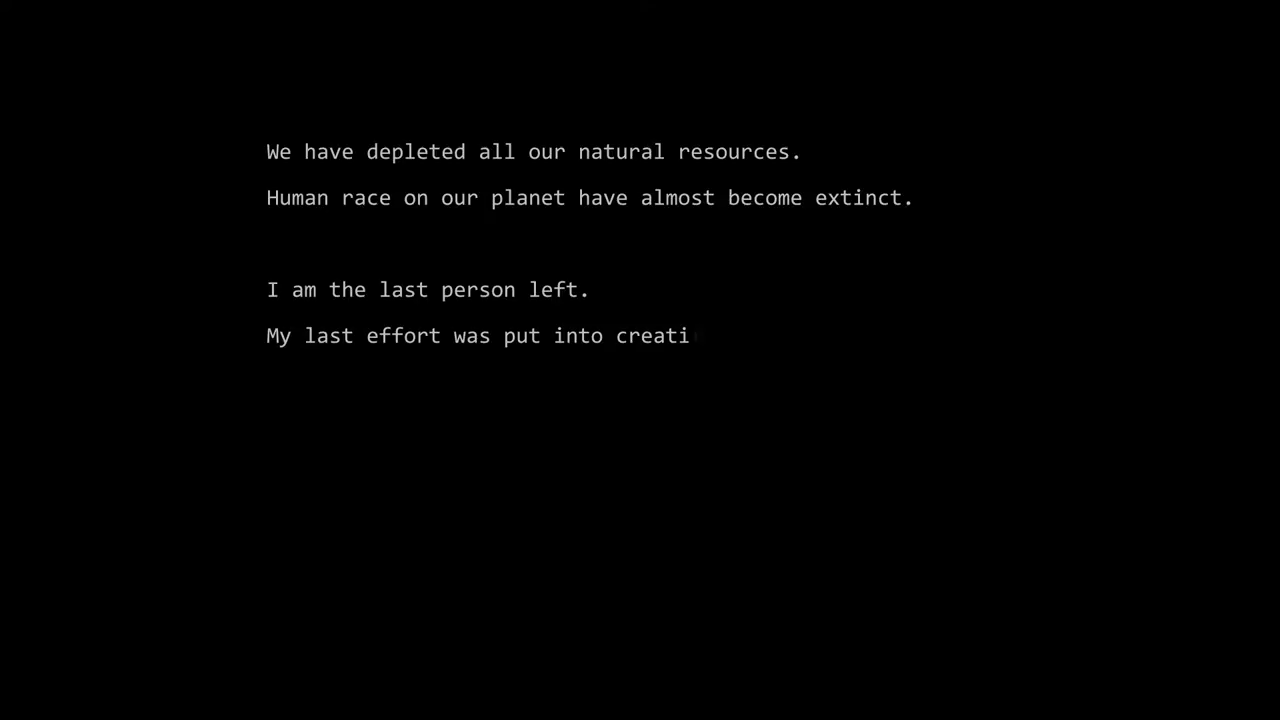 We have depleted all our natural resources.
Human race on our planet have almost become extinct.
I am the last person left.
My last effort was put into creati